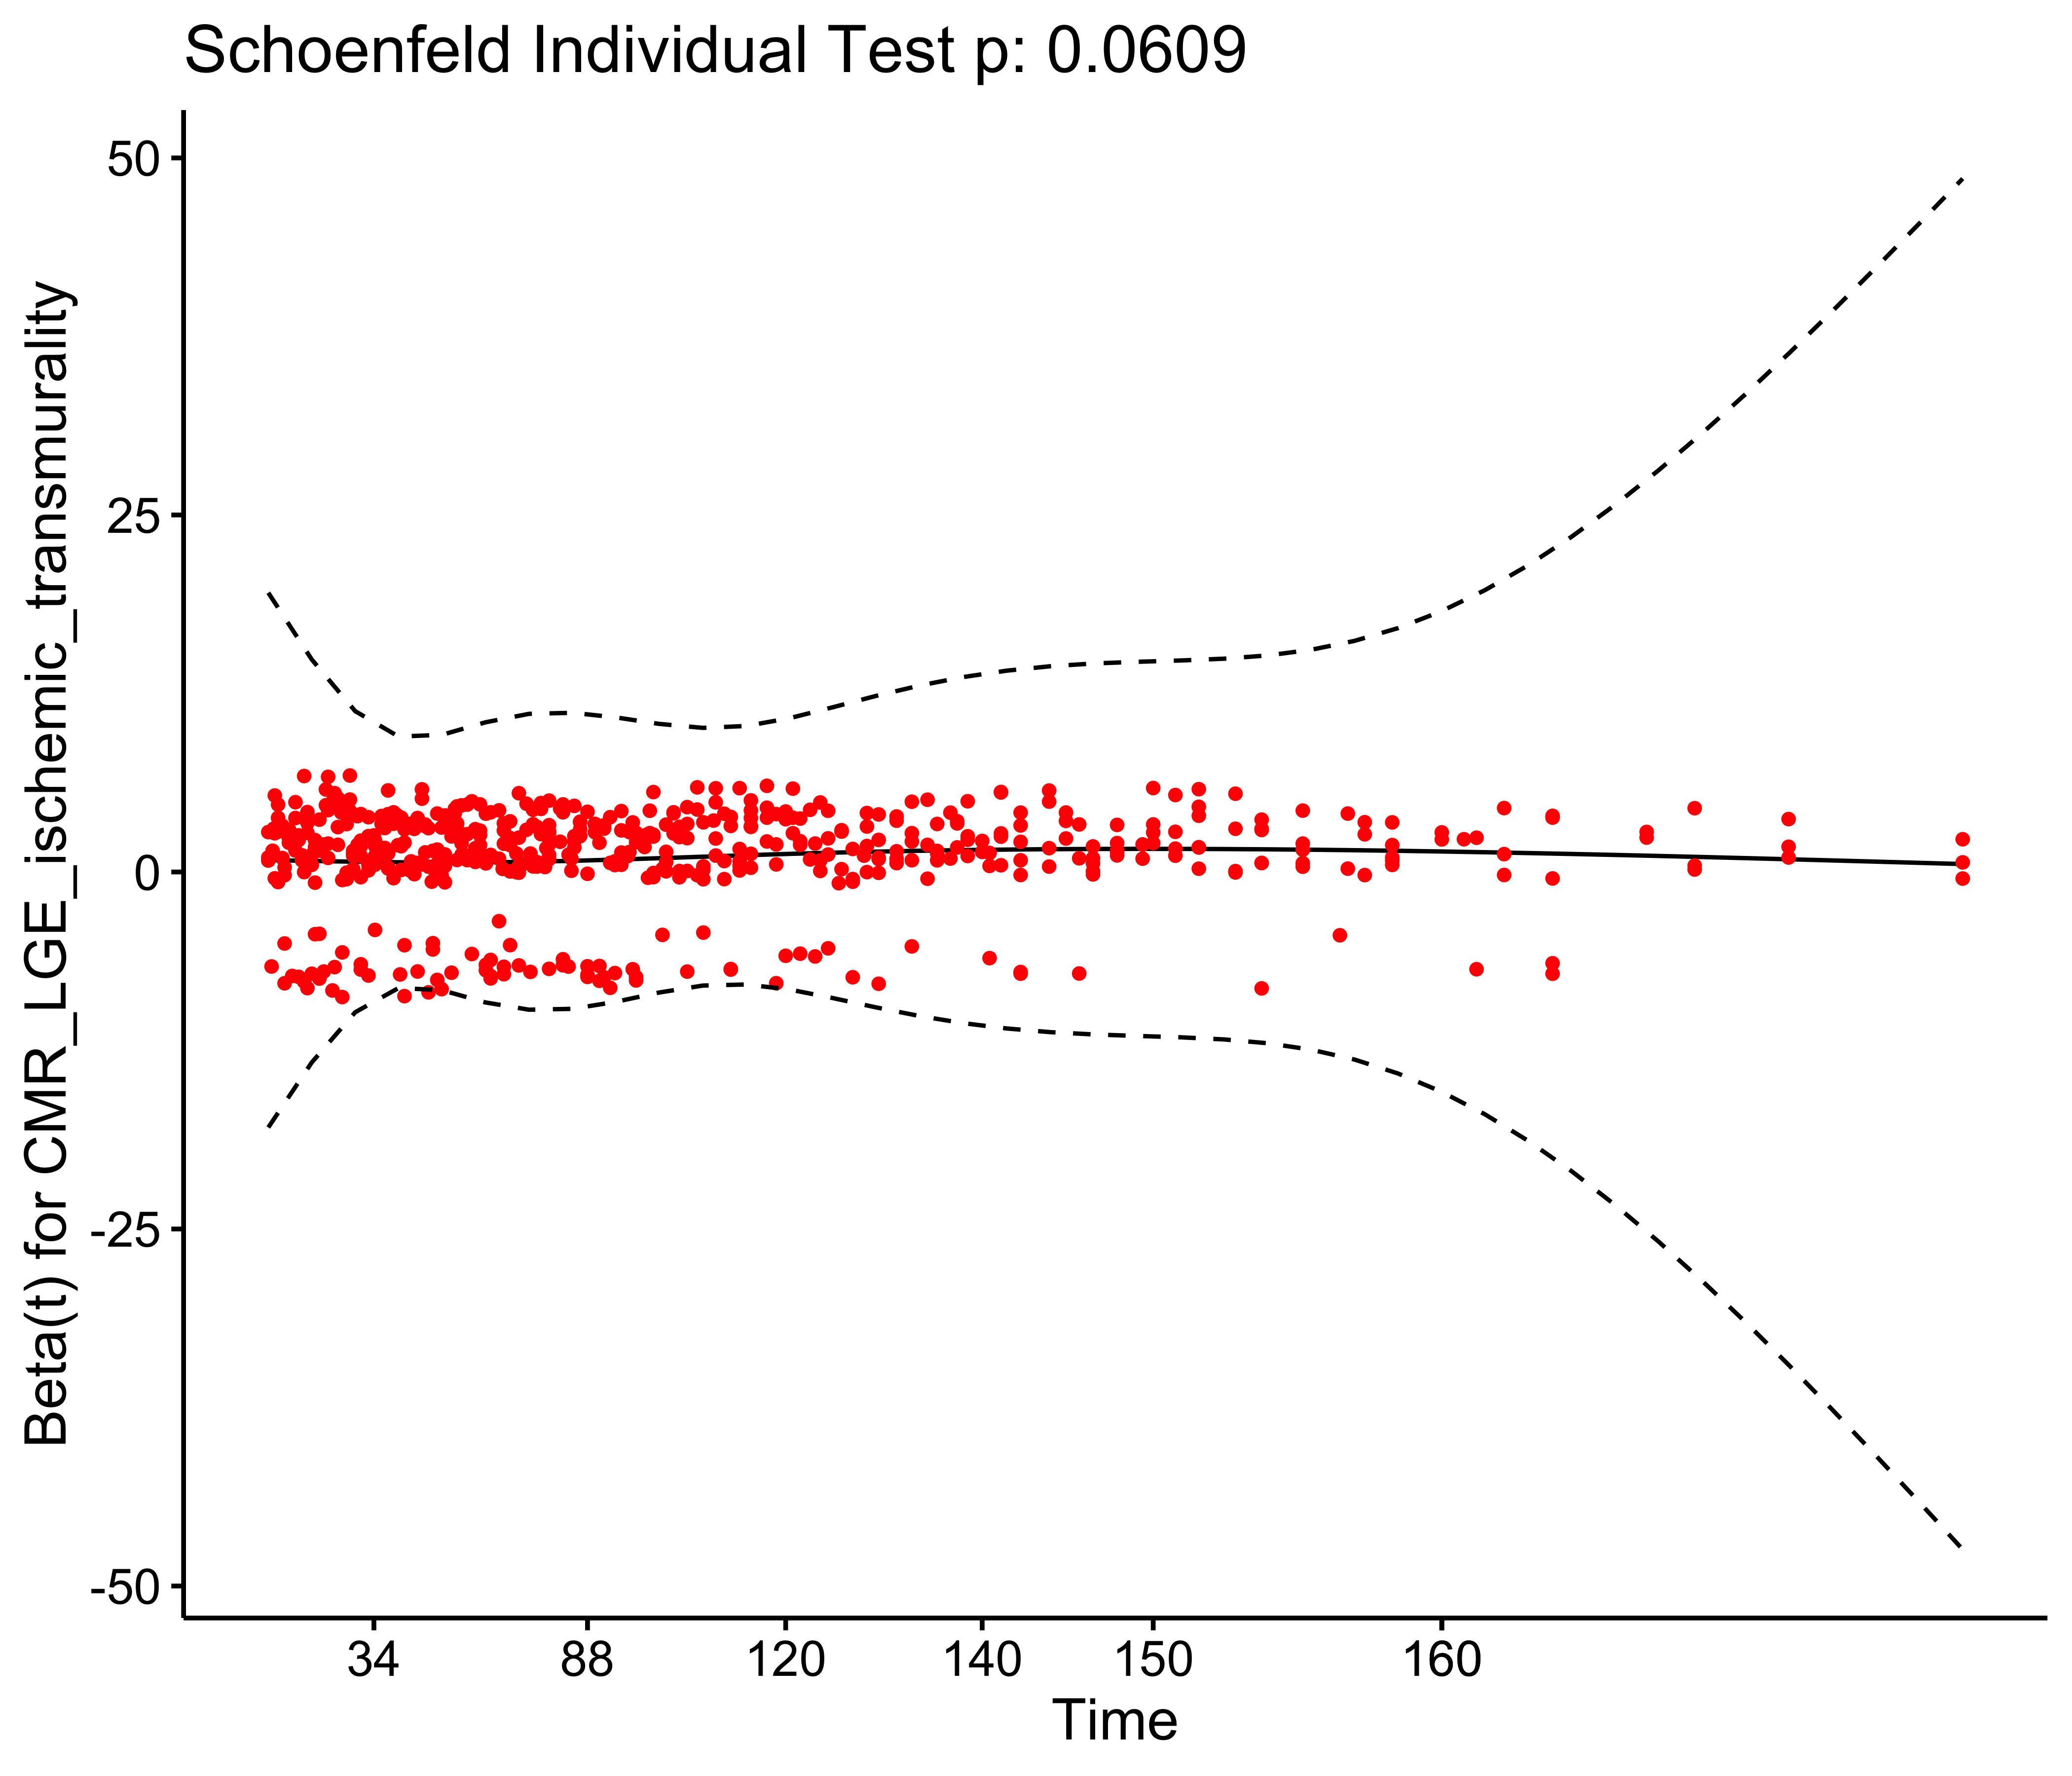 Schoenfeld Individual Test p: 0.0609
Beta(t) for CMR_LGE_ischemic_transmurality
50
25
0
-25
-50
34 88 120 140 150 160
Time